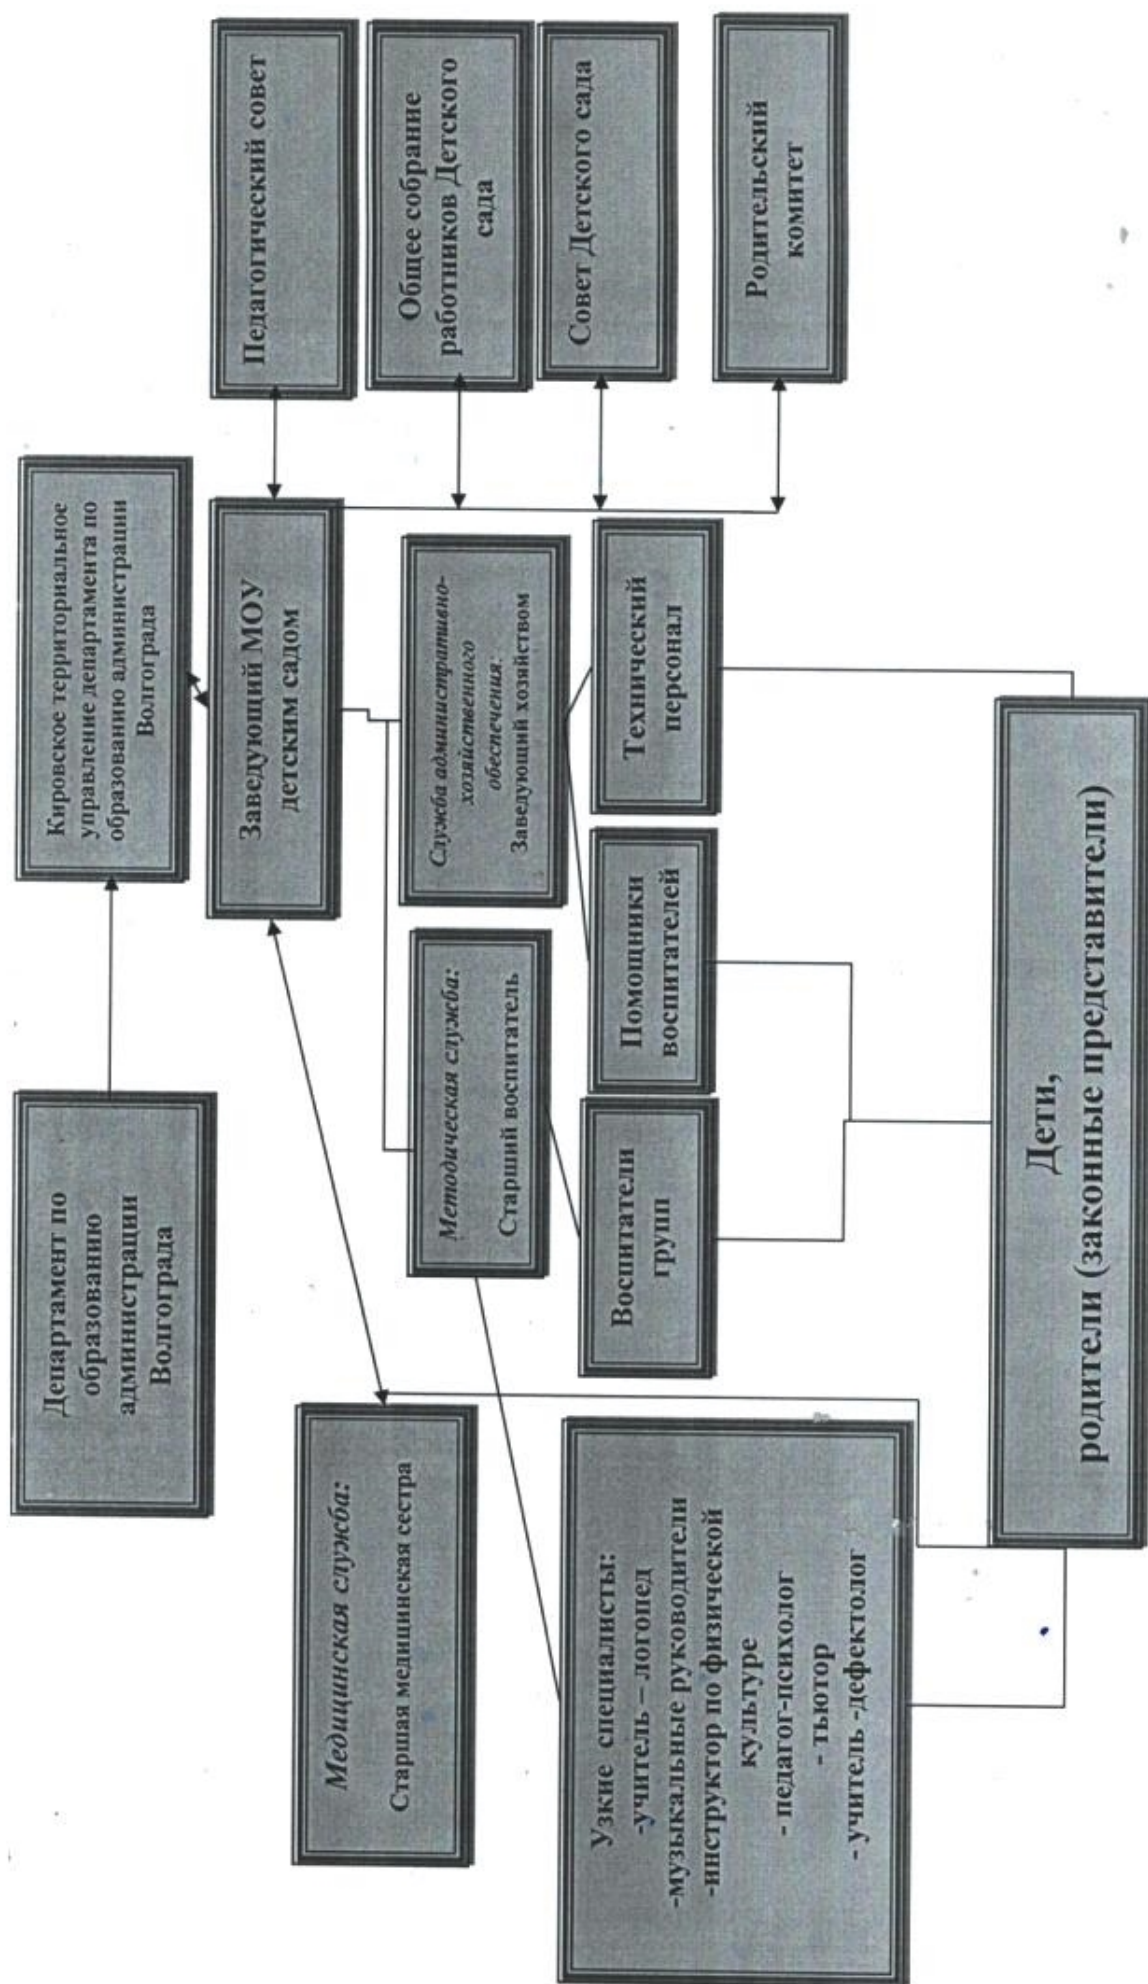 Департамент по
образованию
администрации
Волгограда
Кировское территориальное
управление департамента по
образованию администрации
Волгограда
Педагогический совет
Заведующий МОУ
детским садом
Общее собрание
работников Детского
сада
Совет Детского сада
Родительский
комитет
Медицинская служба:
Старшая медицинская сестра
Методическая служба:
Старший воспитатель
Служба административно-
хозяйственного
обеспечения:
Заведующий хозяйством
Узкие специалисты:
-учитель – логопед
-музыкальные руководители
-инструктор по физической
культуре
- педагог-психолог
- тьютор
- учитель -дефектолог
Воспитатели
групп
Помощники
воспитателей
Технический
персонал
Дети,
родители (законные представители)